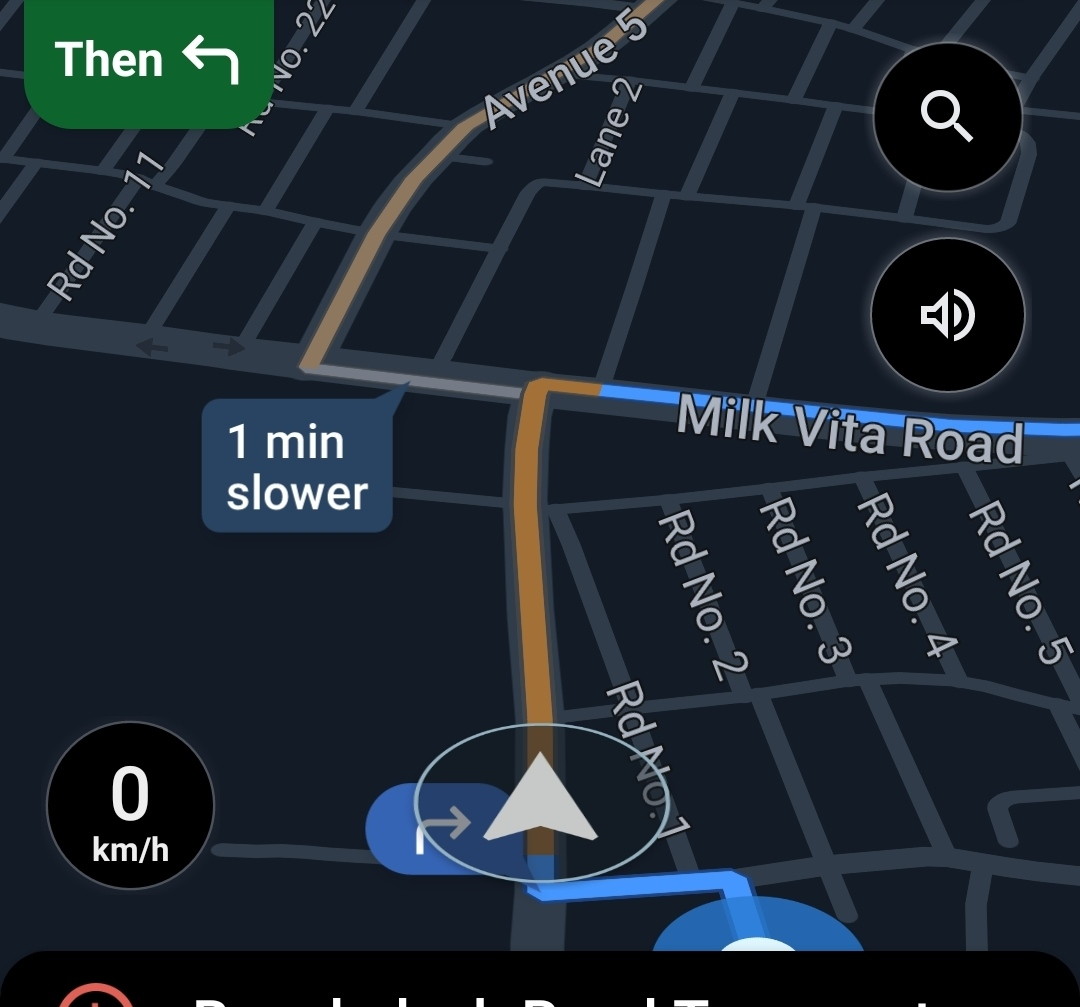 Then
Rd No. 22
Avenue 5
Lane 2
Rd No. 11
1 min
slower
Milk Vita Road
Rd No. 2
Rd No. 3
Rd No. 4
Rd No. 5
Rd No. 1
0
km/h